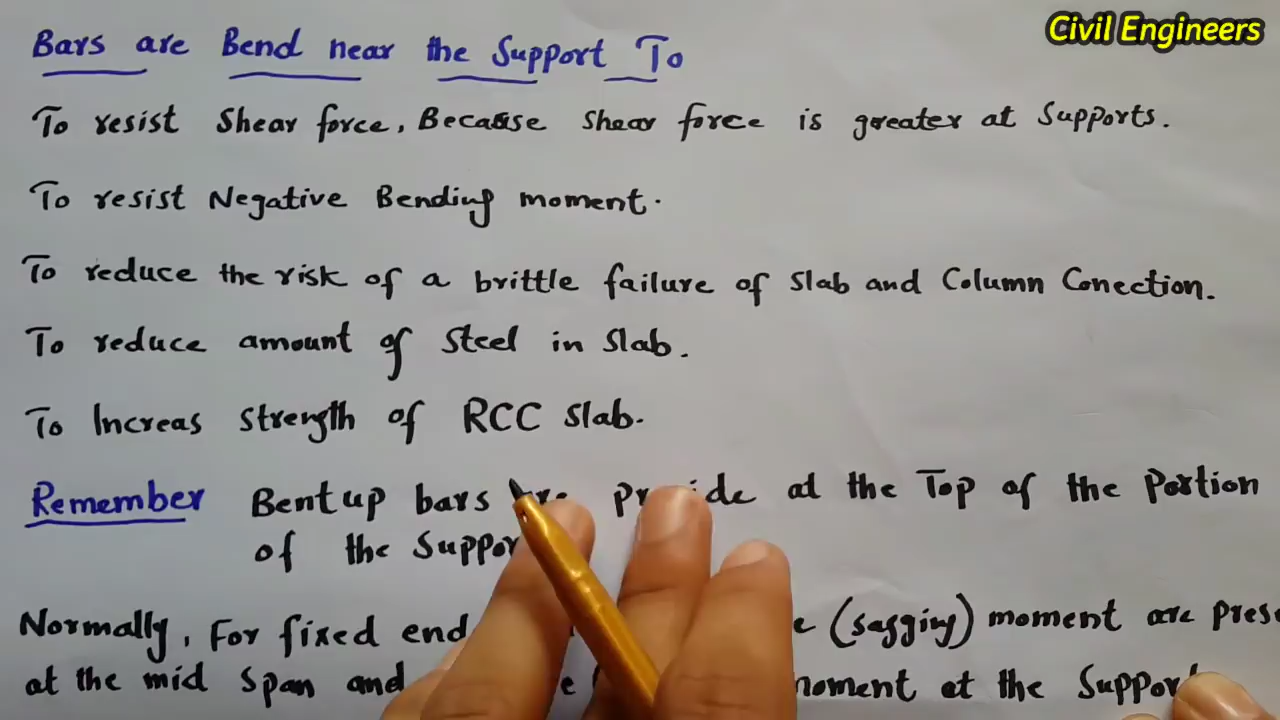 Civil Engineers
Bars are Bend near the Support To
To resist Shear force, Because shear force is greater at Supports.
To resist Negative Bending moment.
To reduce the risk of a brittle failure of slab and Column Conection.
To reduce amount of Steel in Slab.
To Increas strength of RCC Slab.
Remember Bentup bars at the Top of the Portion
of the
Normally, For fixed end (sagging) moment are
at the mid Span and moment at the